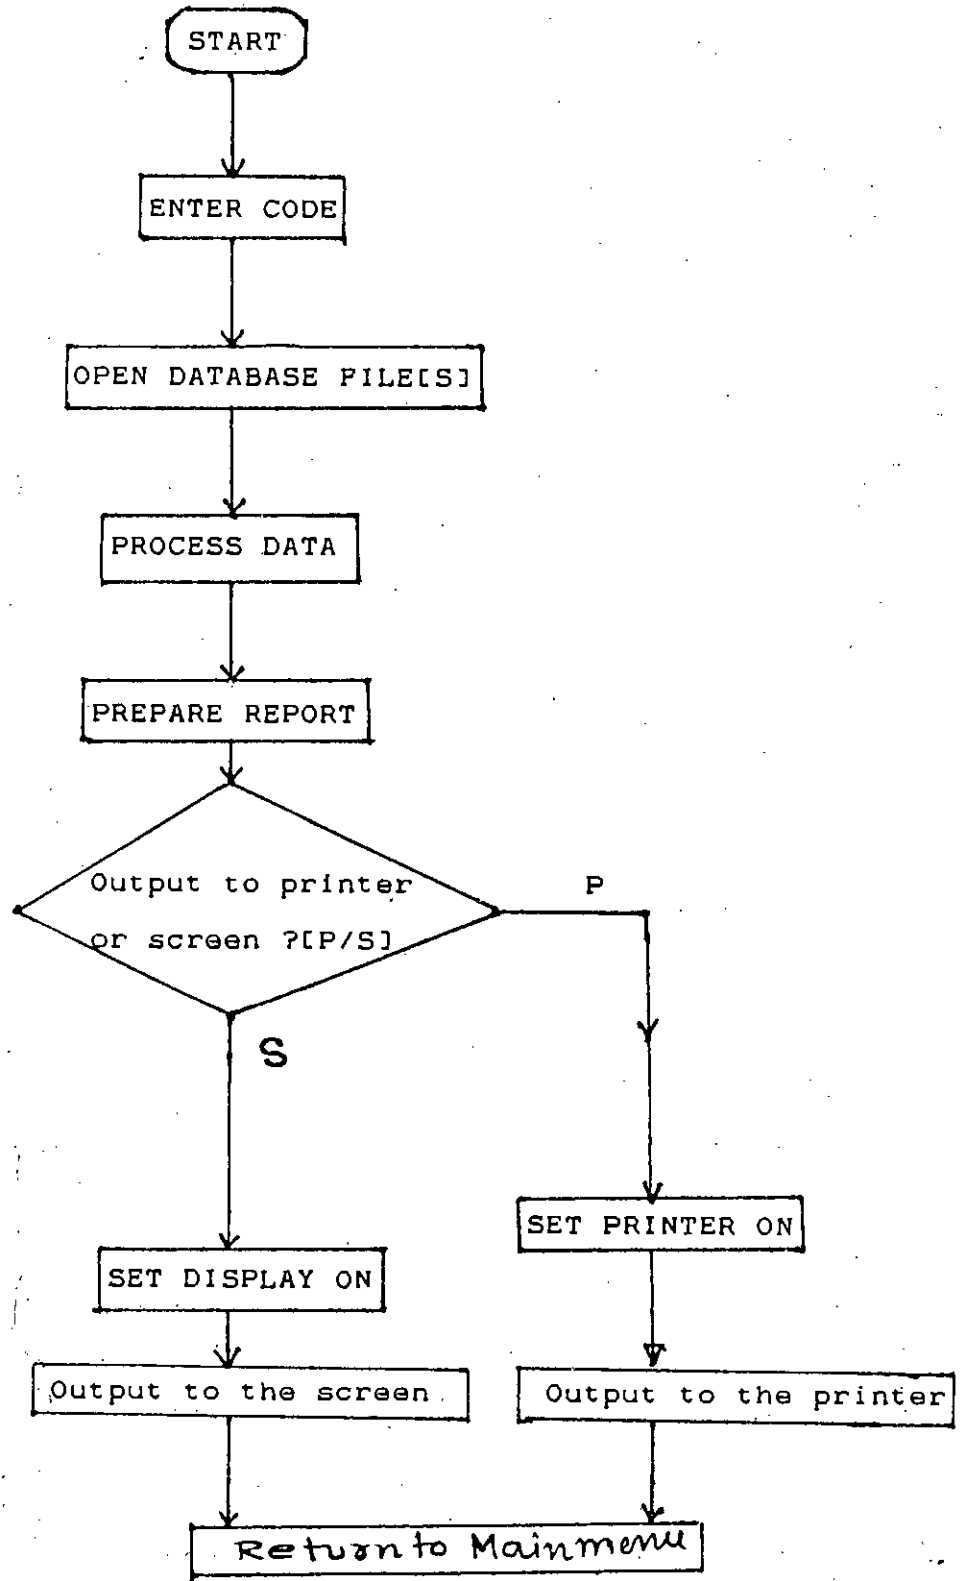 START
ENTER CODE
OPEN DATABASE FILE[S]
PROCESS DATA
PREPARE REPORT
Output to printer
or screen ?[P/S]
P
S
SET PRINTER ON
SET DISPLAY ON
Output to the screen
Output to the printer
Return to Mainmenu